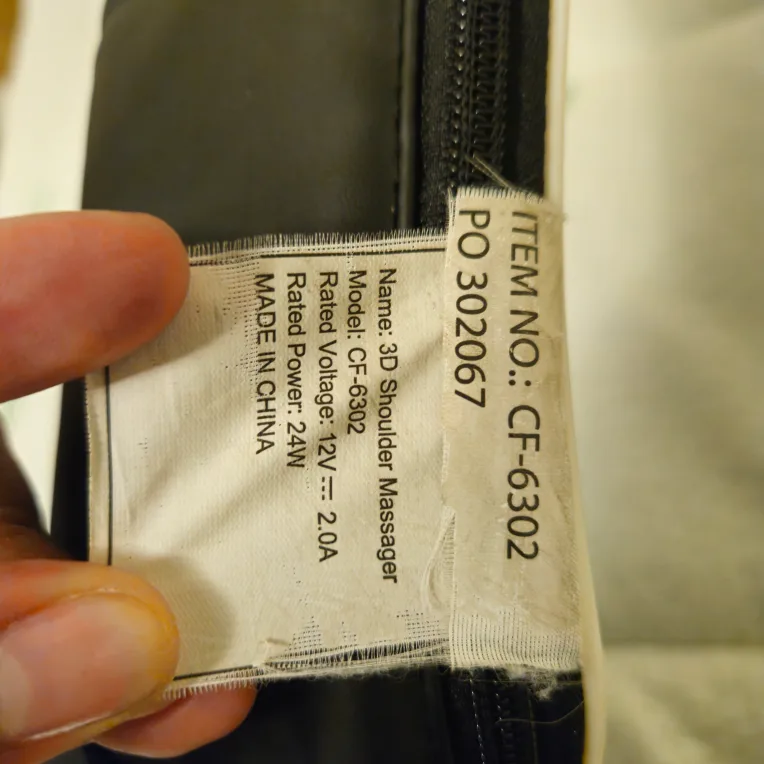 ITEM NO.: CF-6302
PO 302067
Name: 3D Shoulder Massager
Model: CF-6302
Rated Voltage: 12V⎓ 2.0A
Rated Power: 24W
MADE IN CHINA